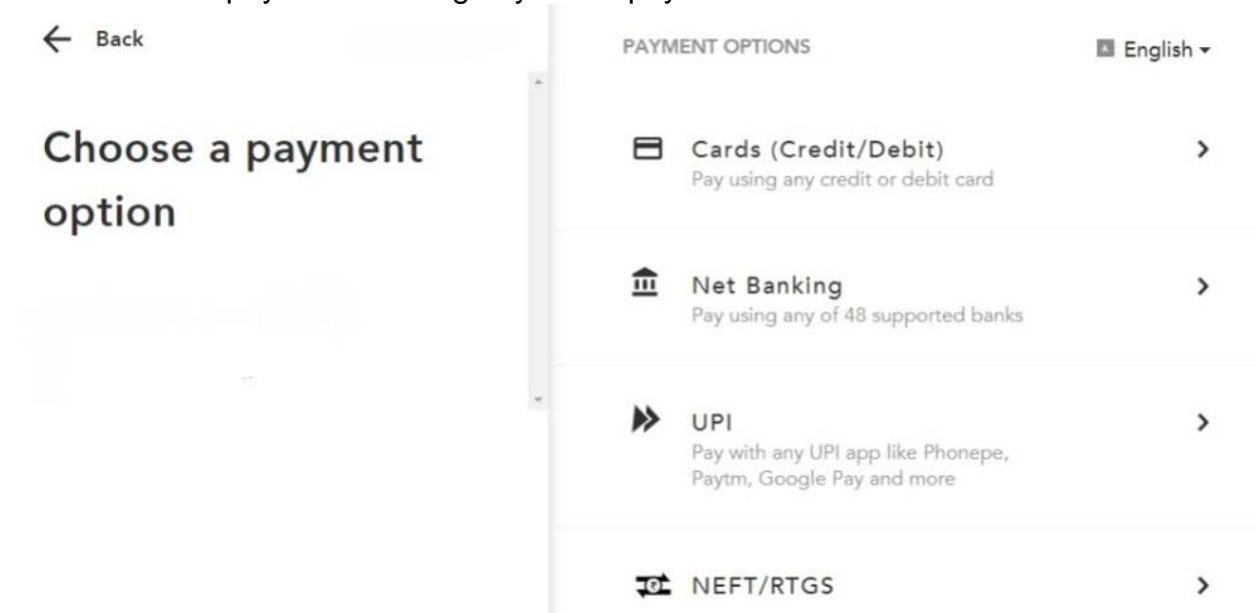 Back
Choose a payment
option
PAYMENT OPTIONS
English
Cards (Credit/Debit)
Pay using any credit or debit card
Net Banking
Pay using any of 48 supported banks
UPI
Pay with any UPI app like Phonepe,
Paytm, Google Pay and more
NEFT/RTGS